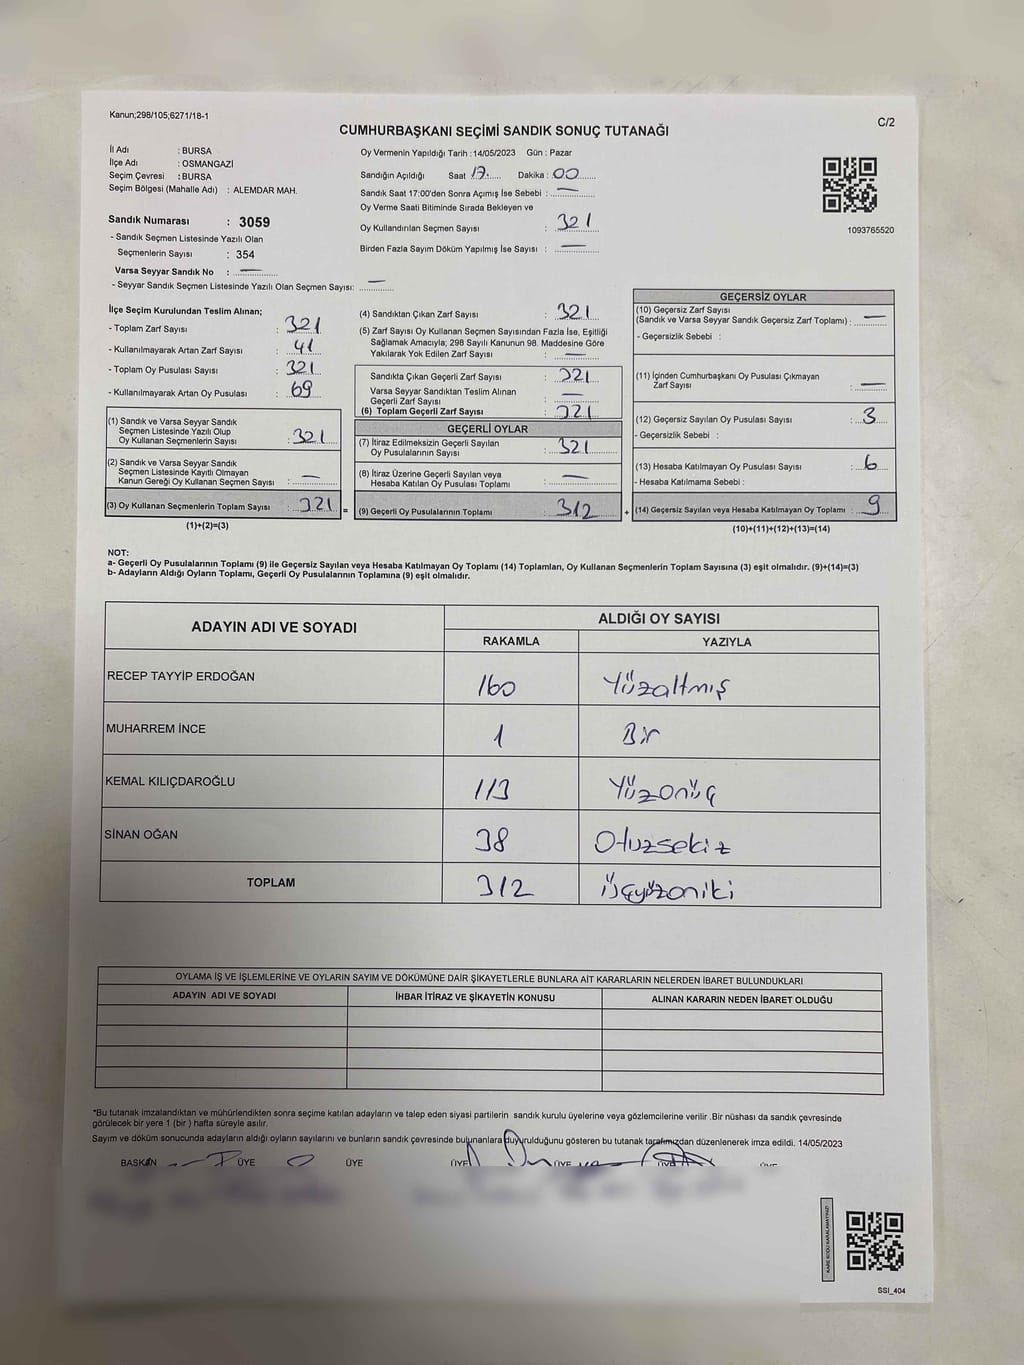 Kanun;298/105;6271/18-1
C/2
CUMHURBAŞKANI SEÇİMİ SANDIK SONUÇ TUTANAĞI
İl Adı : BURSA
İlçe Adı : OSMANGAZİ
Seçim Çevresi : BURSA
Seçim Bölgesi (Mahalle Adı) : ALEMDAR MAH.
Sandık Numarası : 3059
- Sandık Seçmen Listesinde Yazılı Olan
Seçmenlerin Sayısı : 354
Varsa Seyyar Sandık No : —
- Seyyar Sandık Seçmen Listesinde Yazılı Olan Seçmen Sayısı: —
Oy Vermenin Yapıldığı Tarih : 14/05/2023 Gün : Pazar
Sandığın Açıldığı Saat 17 Dakika : 00
Sandık Saat 17:00'den Sonra Açımış İse Sebebi : —
Oy Verme Saati Bitiminde Sırada Bekleyen ve
Oy Kullandırılan Seçmen Sayısı : 321
Birden Fazla Sayım Döküm Yapılmış İse Sayısı : —
1093765520
İlçe Seçim Kurulundan Teslim Alınan;
- Toplam Zarf Sayısı : 321
- Kullanılmayarak Artan Zarf Sayısı : 41
- Toplam Oy Pusulası Sayısı : 321
- Kullanılmayarak Artan Oy Pusulası : 69
(1) Sandık ve Varsa Seyyar Sandık
Seçmen Listesinde Yazılı Olup
Oy Kullanan Seçmenlerin Sayısı : 321
(2) Sandık ve Varsa Seyyar Sandık
Seçmen Listesinde Kayıtlı Olmayan
Kanun Gereği Oy Kullanan Seçmen Sayısı : —
(3) Oy Kullanan Seçmenlerin Toplam Sayısı : 321 =
(1)+(2)=(3)
(4) Sandıktan Çıkan Zarf Sayısı : 321
(5) Zarf Sayısı Oy Kullanan Seçmen Sayısından Fazla İse, Eşitliği
Sağlamak Amacıyla; 298 Sayılı Kanunun 98. Maddesine Göre
Yakılarak Yok Edilen Zarf Sayısı : —
Sandıkta Çıkan Geçerli Zarf Sayısı : 321
Varsa Seyyar Sandıktan Teslim Alınan
Geçerli Zarf Sayısı : —
(6) Toplam Geçerli Zarf Sayısı : 321
GEÇERLİ OYLAR
(7) İtiraz Edilmeksizin Geçerli Sayılan
Oy Pusulalarının Sayısı : 321
(8) İtiraz Üzerine Geçerli Sayılan veya
Hesaba Katılan Oy Pusulası Toplamı : —
(9) Geçerli Oy Pusulalarının Toplamı : 312 +
GEÇERSİZ OYLAR
(10) Geçersiz Zarf Sayısı
(Sandık ve Varsa Seyyar Sandık Geçersiz Zarf Toplamı) : —
- Geçersizlik Sebebi :
(11) İçinden Cumhurbaşkanı Oy Pusulası Çıkmayan
Zarf Sayısı : —
(12) Geçersiz Sayılan Oy Pusulası Sayısı : 3
- Geçersizlik Sebebi :
(13) Hesaba Katılmayan Oy Pusulası Sayısı : 6
- Hesaba Katılmama Sebebi :
(14) Geçersiz Sayılan veya Hesaba Katılmayan Oy Toplamı : 9
(10)+(11)+(12)+(13)=(14)
NOT:
a- Geçerli Oy Pusulalarının Toplamı (9) ile Geçersiz Sayılan veya Hesaba Katılmayan Oy Toplamı (14) Toplamları, Oy Kullanan Seçmenlerin Toplam Sayısına (3) eşit olmalıdır. (9)+(14)=(3)
b- Adayların Aldığı Oyların Toplamı, Geçerli Oy Pusulalarının Toplamına (9) eşit olmalıdır.
ADAYIN ADI VE SOYADI
ALDIĞI OY SAYISI
RAKAMLA YAZIYLA
RECEP TAYYİP ERDOĞAN 160 Yüzaltmış
MUHARREM İNCE 1 Bir
KEMAL KILIÇDAROĞLU 113 Yüzonüç
SİNAN OĞAN 38 Otuzsekiz
TOPLAM 312 üçyüzoniki
OYLAMA İŞ VE İŞLEMLERİNE VE OYLARIN SAYIM VE DÖKÜMÜNE DAİR ŞİKAYETLERLE BUNLARA AİT KARARLARIN NELERDEN İBARET BULUNDUKLARI
ADAYIN ADI VE SOYADI İHBAR İTİRAZ VE ŞİKAYETİN KONUSU ALINAN KARARIN NEDEN İBARET OLDUĞU
*Bu tutanak imzalandıktan ve mühürlendikten sonra seçime katılan adayların ve talep eden siyasi partilerin sandık kurulu üyelerine veya gözlemcilerine verilir .Bir nüshası da sandık çevresinde
görülecek bir yere 1 (bir ) hafta süreyle asılır.
Sayım ve döküm sonucunda adayların aldığı oyların sayılarını ve bunların sandık çevresinde bulunanlara duyurulduğunu gösteren bu tutanak tarafımızdan düzenlenerek imza edildi. 14/05/2023
BAŞKAN ÜYE ÜYE ÜYE ÜYE ÜYE ÜYE
KARE KODU KARALAMAYINIZ!
SSI_404